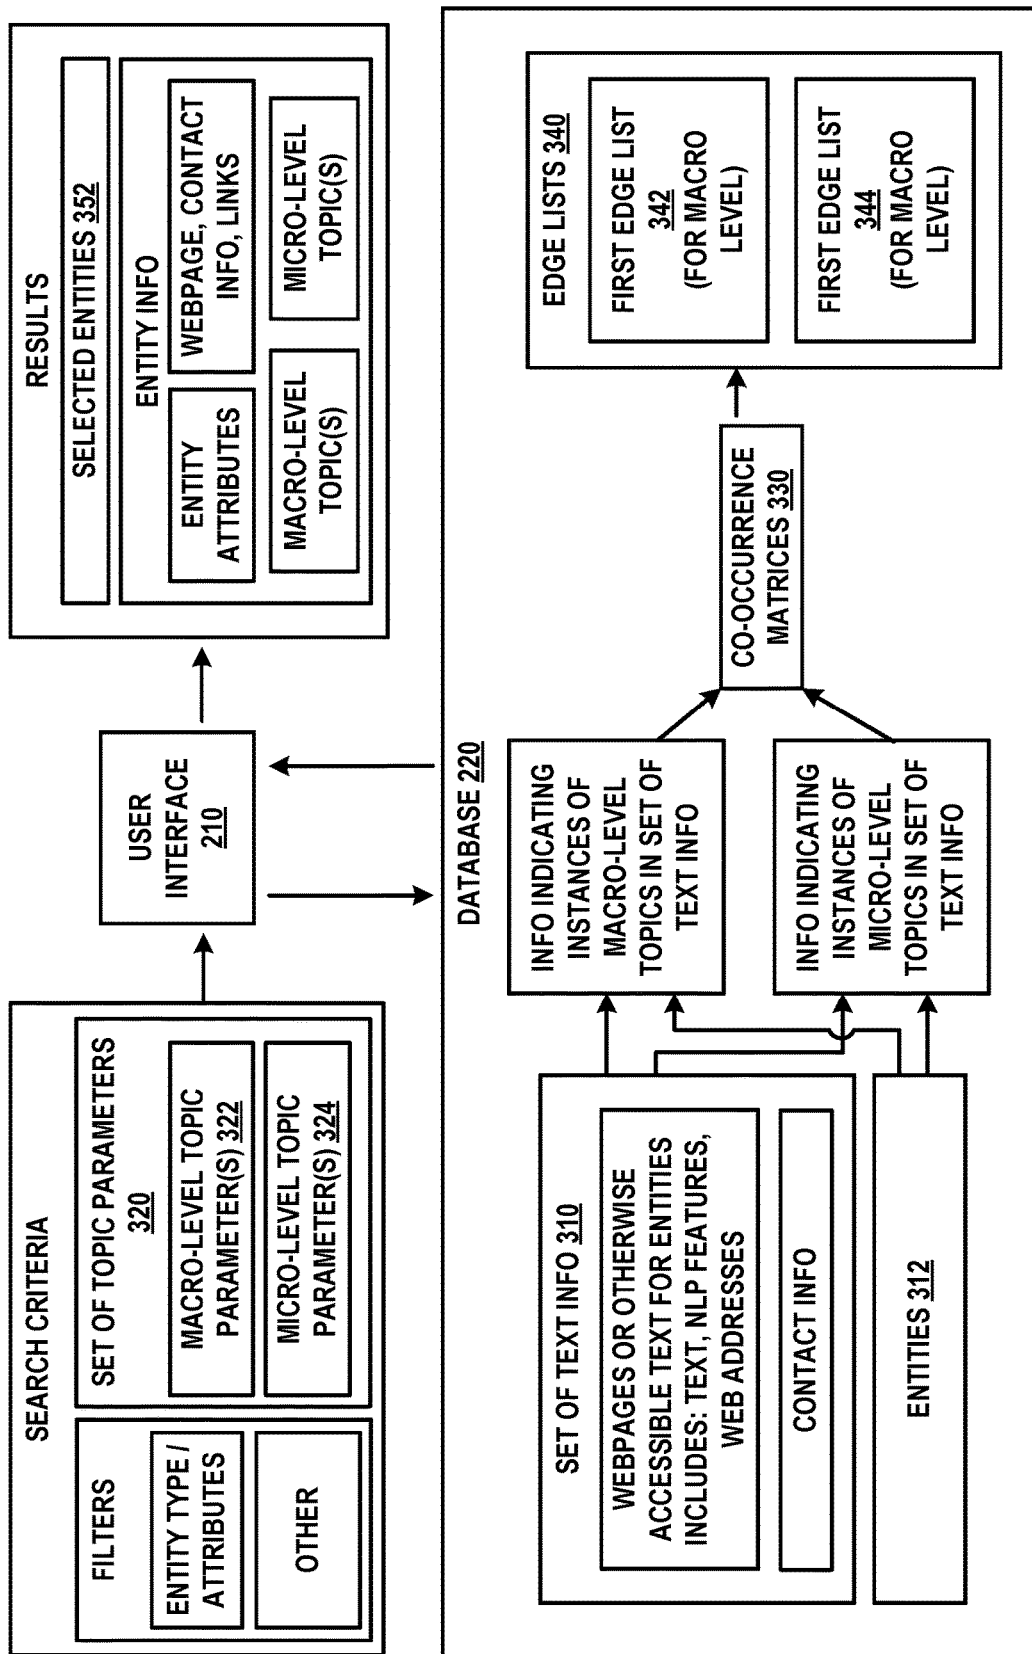 SEARCH CRITERIA
FILTERS
ENTITY TYPE /
ATTRIBUTES
OTHER
SET OF TOPIC PARAMETERS
320
MACRO-LEVEL TOPIC
PARAMETER(S) 322
MICRO-LEVEL TOPIC
PARAMETER(S) 324
USER
INTERFACE
210
RESULTS
SELECTED ENTITIES 352
ENTITY INFO
ENTITY
ATTRIBUTES
WEBPAGE, CONTACT
INFO, LINKS
MACRO-LEVEL
TOPIC(S)
MICRO-LEVEL
TOPIC(S)
DATABASE 220
SET OF TEXT INFO 310
WEBPAGES OR OTHERWISE
ACCESSIBLE TEXT FOR ENTITIES
INCLUDES: TEXT, NLP FEATURES,
WEB ADDRESSES
CONTACT INFO
ENTITIES 312
INFO INDICATING
INSTANCES OF
MACRO-LEVEL
TOPICS IN SET OF
TEXT INFO
INFO INDICATING
INSTANCES OF
MICRO-LEVEL
TOPICS IN SET OF
TEXT INFO
CO-OCCURRENCE
MATRICES 330
EDGE LISTS 340
FIRST EDGE LIST
342
(FOR MACRO
LEVEL)
FIRST EDGE LIST
344
(FOR MACRO
LEVEL)